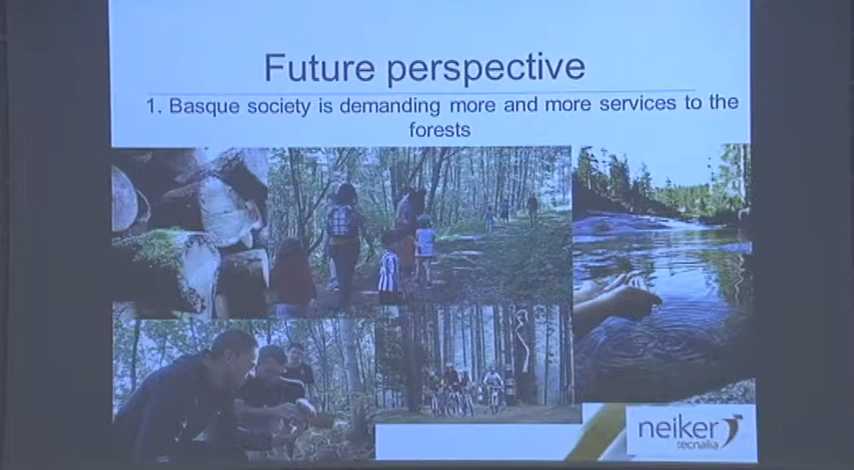 Future perspective
1. Basque society is demanding more and more services to the
forests
neiker
tecnalia